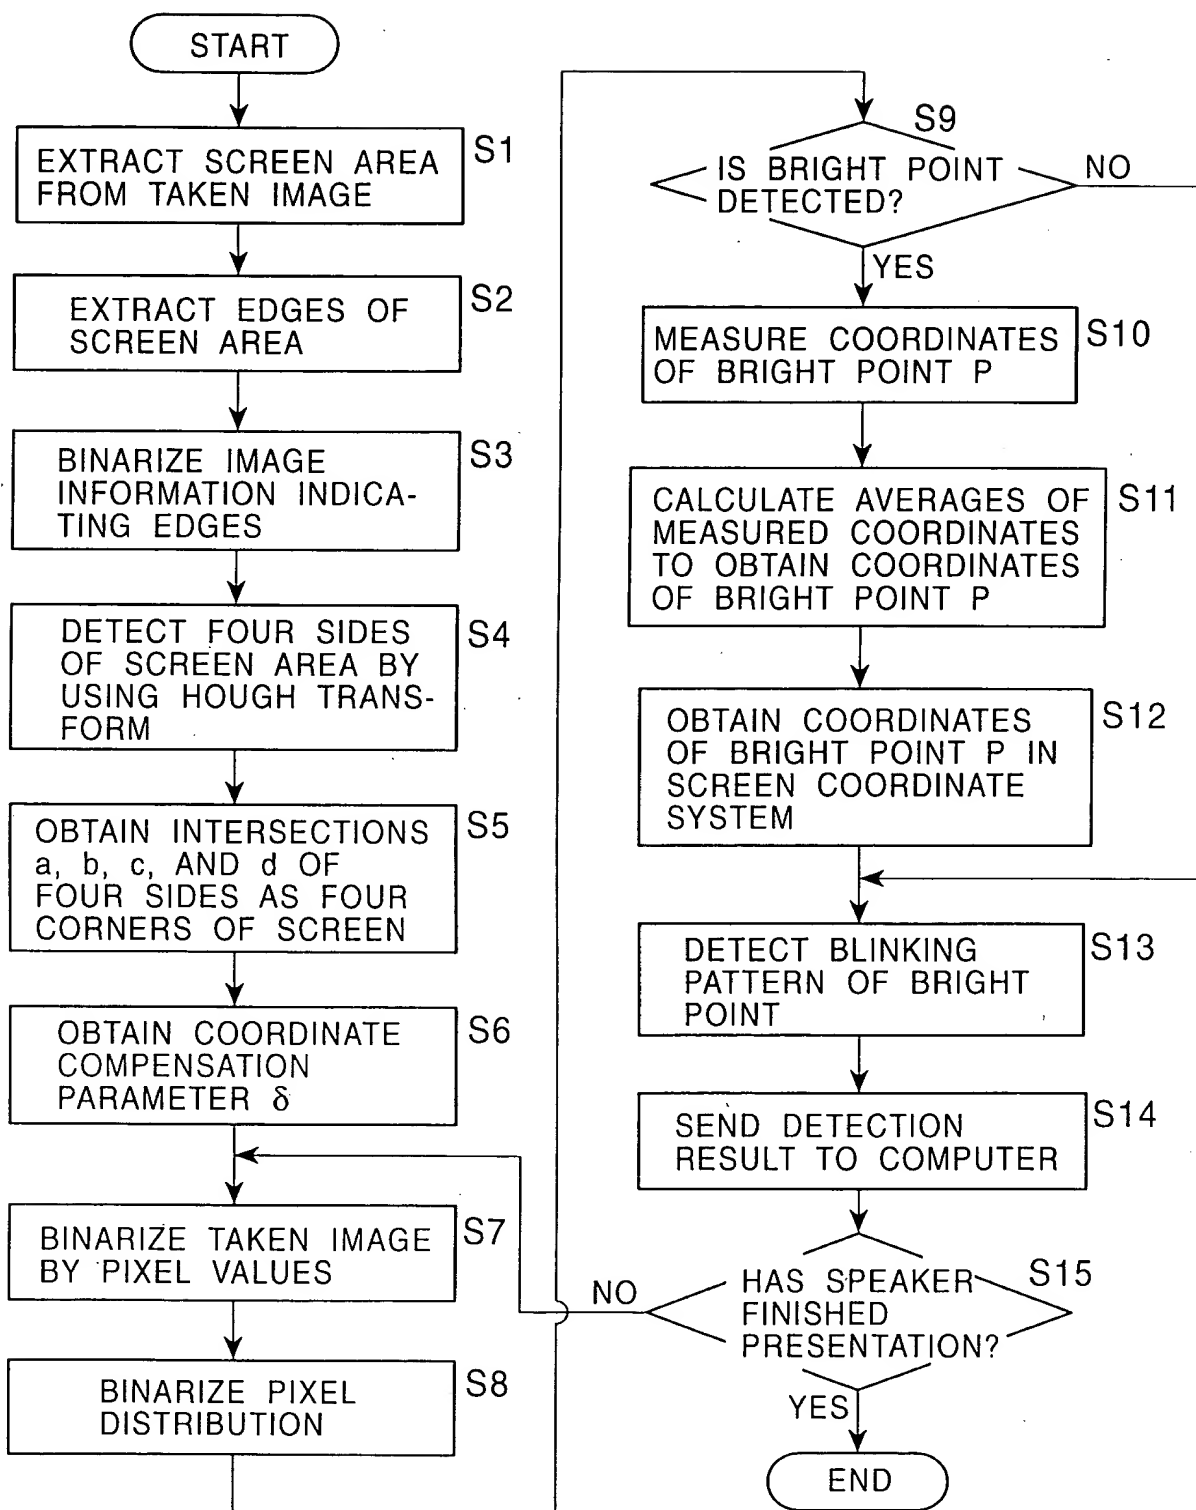 START
S1
EXTRACT SCREEN AREA
FROM TAKEN IMAGE
S2
EXTRACT EDGES OF
SCREEN AREA
S3
BINARIZE IMAGE
INFORMATION INDICA-
TING EDGES
S4
DETECT FOUR SIDES
OF SCREEN AREA BY
USING HOUGH TRANS-
FORM
S5
OBTAIN INTERSECTIONS
a, b, c, AND d OF
FOUR SIDES AS FOUR
CORNERS OF SCREEN
S6
OBTAIN COORDINATE
COMPENSATION
PARAMETER δ
S7
BINARIZE TAKEN IMAGE
BY PIXEL VALUES
S8
BINARIZE PIXEL
DISTRIBUTION
S9
IS BRIGHT POINT
DETECTED?
NO
YES
S10
MEASURE COORDINATES
OF BRIGHT POINT P
S11
CALCULATE AVERAGES OF
MEASURED COORDINATES
TO OBTAIN COORDINATES
OF BRIGHT POINT P
S12
OBTAIN COORDINATES
OF BRIGHT POINT P IN
SCREEN COORDINATE
SYSTEM
S13
DETECT BLINKING
PATTERN OF BRIGHT
POINT
S14
SEND DETECTION
RESULT TO COMPUTER
S15
HAS SPEAKER
FINISHED
PRESENTATION?
NO
YES
END